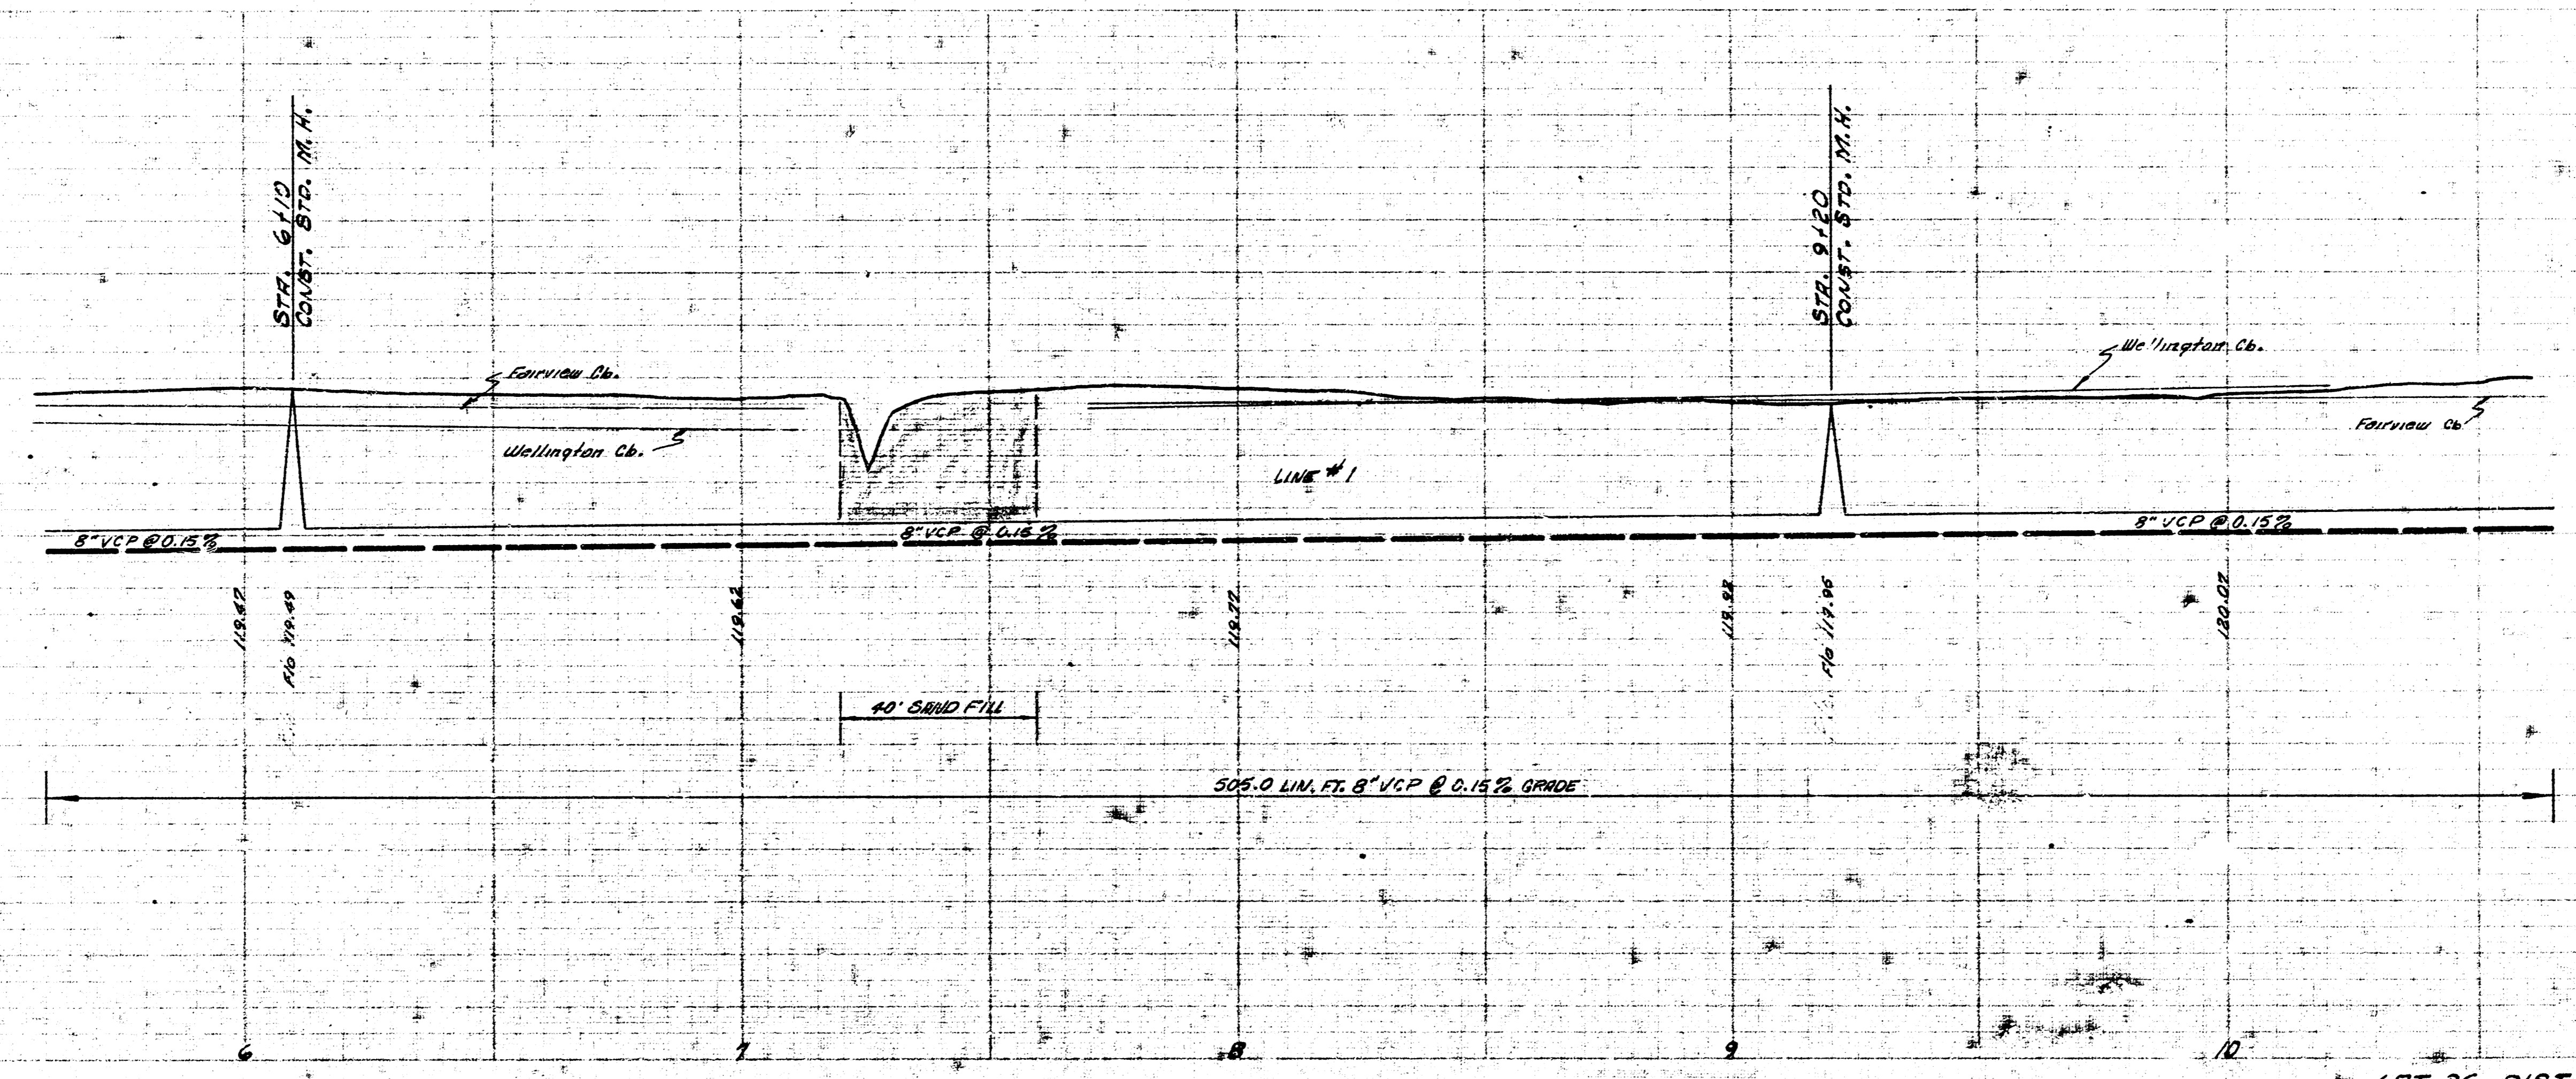 STA. 6+10
CONST. STD. M.H.
STA. 9+20
CONST. STD. M.H.
Fairview Cb.
Wellington Cb.
Wellington Cb.
Fairview Cb
LINE #1
8" VCP @ 0.15%
8" VCP @ 0.15%
8" VCP @ 0.15%
119.47
Flo 119.49
119.62
119.77
119.92
Flo 119.95
120.07
40' SAND FILL
505.0 LIN. FT. 8" VCP @ 0.15% GRADE
6
7
8
9
10